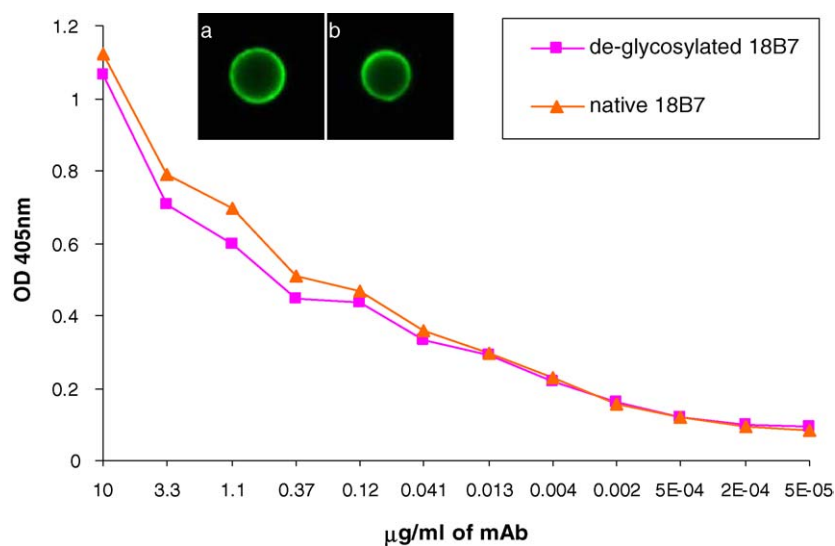 1.2
1
0.8
0.6
0.4
0.2
0
OD 405nm
a
b
de-glycosylated 18B7
native 18B7
10 3.3 1.1 0.37 0.12 0.041 0.013 0.004 0.002 5E-04 2E-04 5E-05
μg/ml of mAb